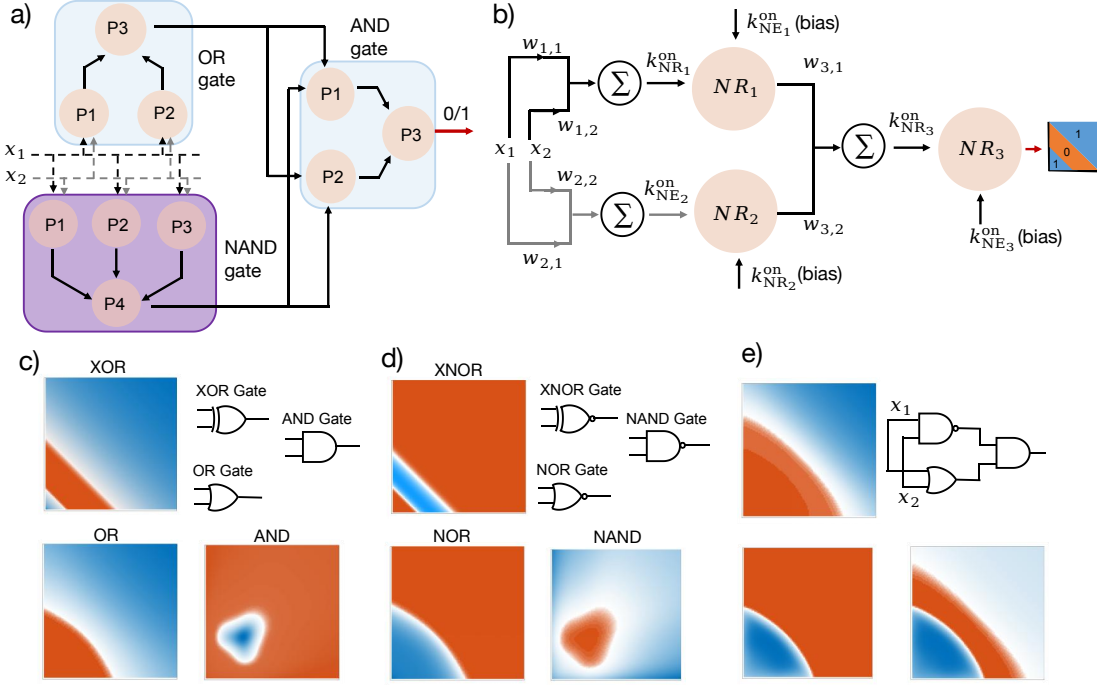 a)
P3
OR
gate
P1
P2
x₁
x₂
P1
P2
P3
NAND
gate
P4
AND
gate
P1
P3
P2
0/1
b)
k^on_NE₁ (bias)
w₁,₁
∑
k^on_NR₁
NR₁
w₃,₁
w₁,₂
x₁ x₂
∑
k^on_NR₃
NR₃
1
0
1
w₂,₂
∑
k^on_NE₂
NR₂
w₃,₂
w₂,₁
k^on_NE₃ (bias)
k^on_NR₂ (bias)
c)
XOR
XOR Gate
AND Gate
OR Gate
OR
AND
d)
XNOR
XNOR Gate
NAND Gate
NOR Gate
NOR
NAND
e)
x₁
x₂